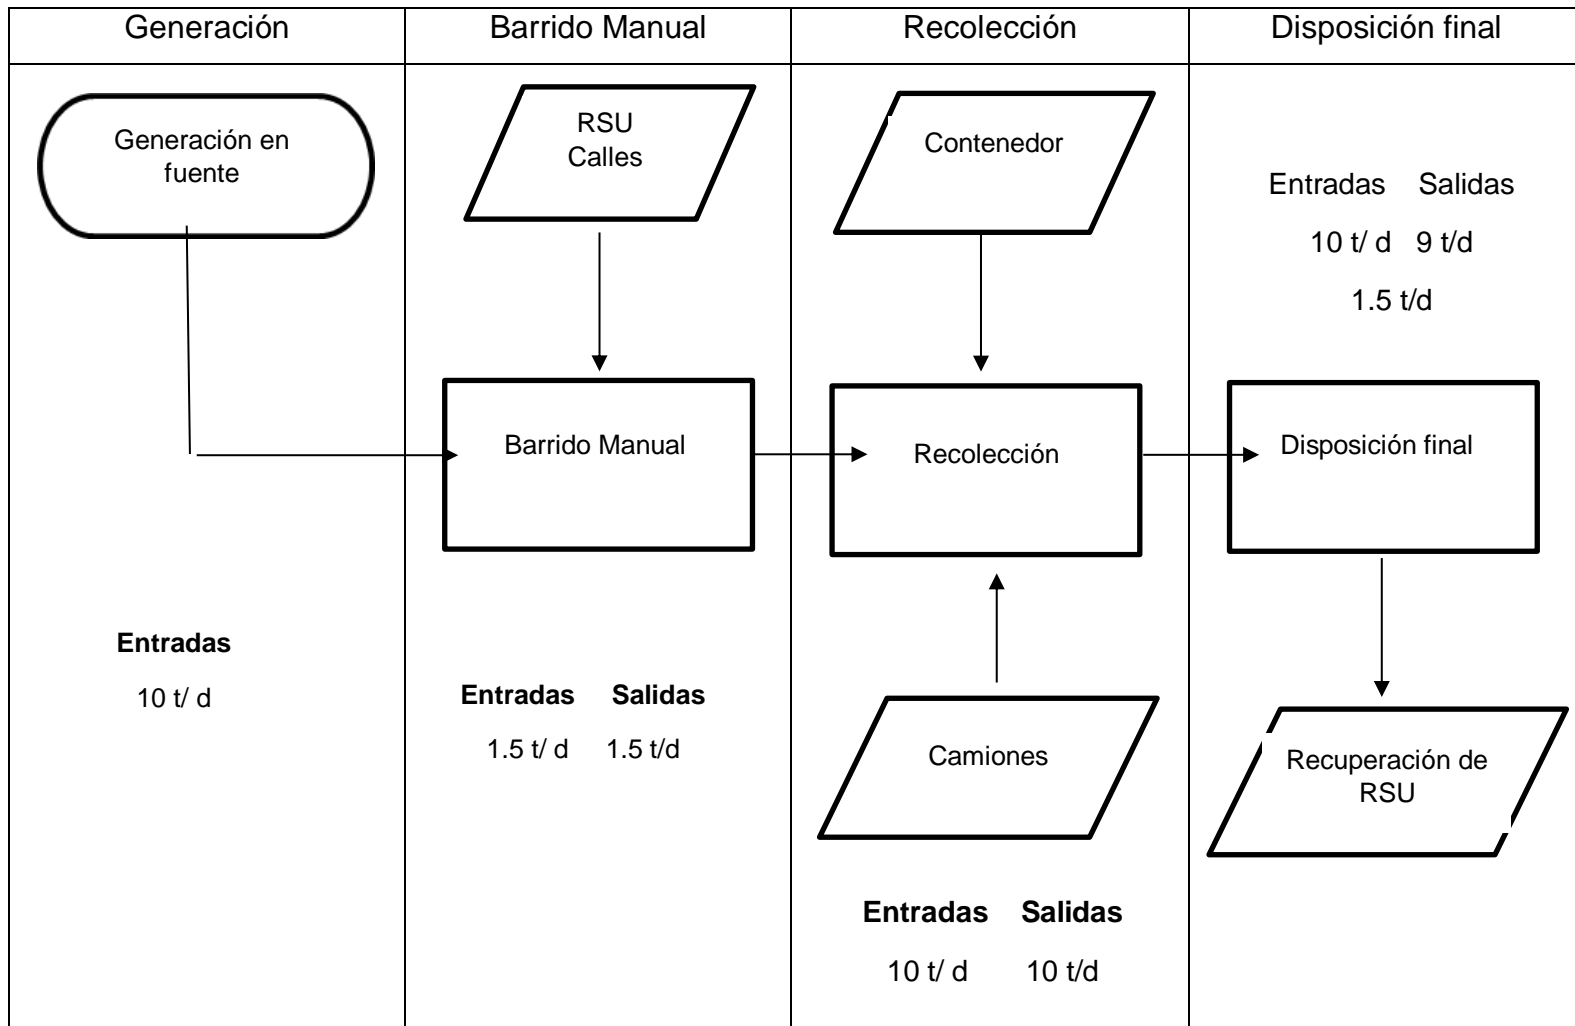 Generación
Barrido Manual
Recolección
Disposición final
Generación en
fuente
Entradas
10 t/ d
RSU
Calles
Barrido Manual
Entradas Salidas
1.5 t/ d 1.5 t/d
Contenedor
Recolección
Camiones
Entradas Salidas
10 t/ d 10 t/d
Entradas Salidas
10 t/ d 9 t/d
1.5 t/d
Disposición final
Recuperación de
RSU